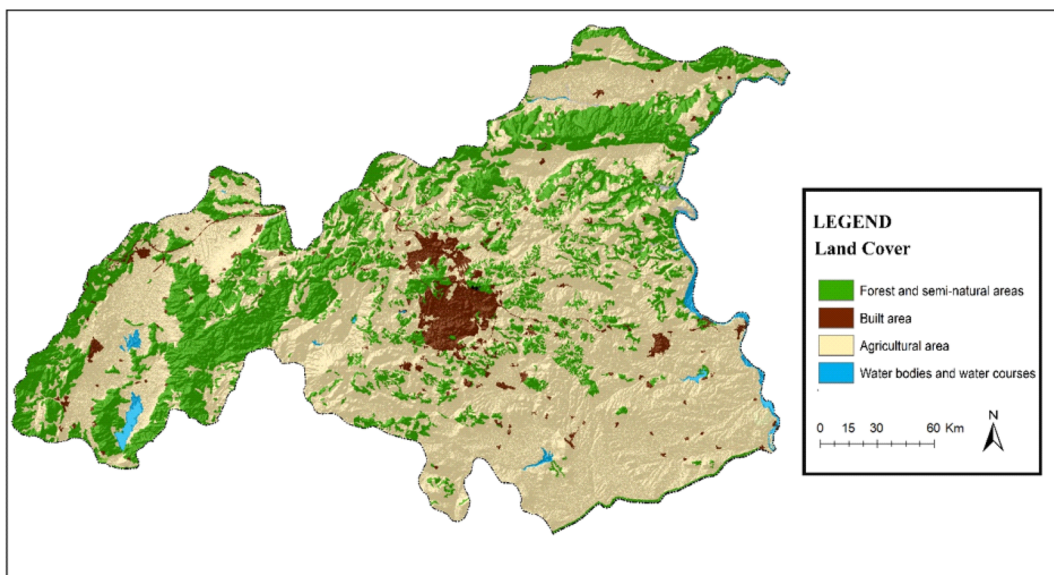 LEGEND
Land Cover
Forest and semi-natural areas
Built area
Agricultural area
Water bodies and water courses
N
0 15 30 60 Km